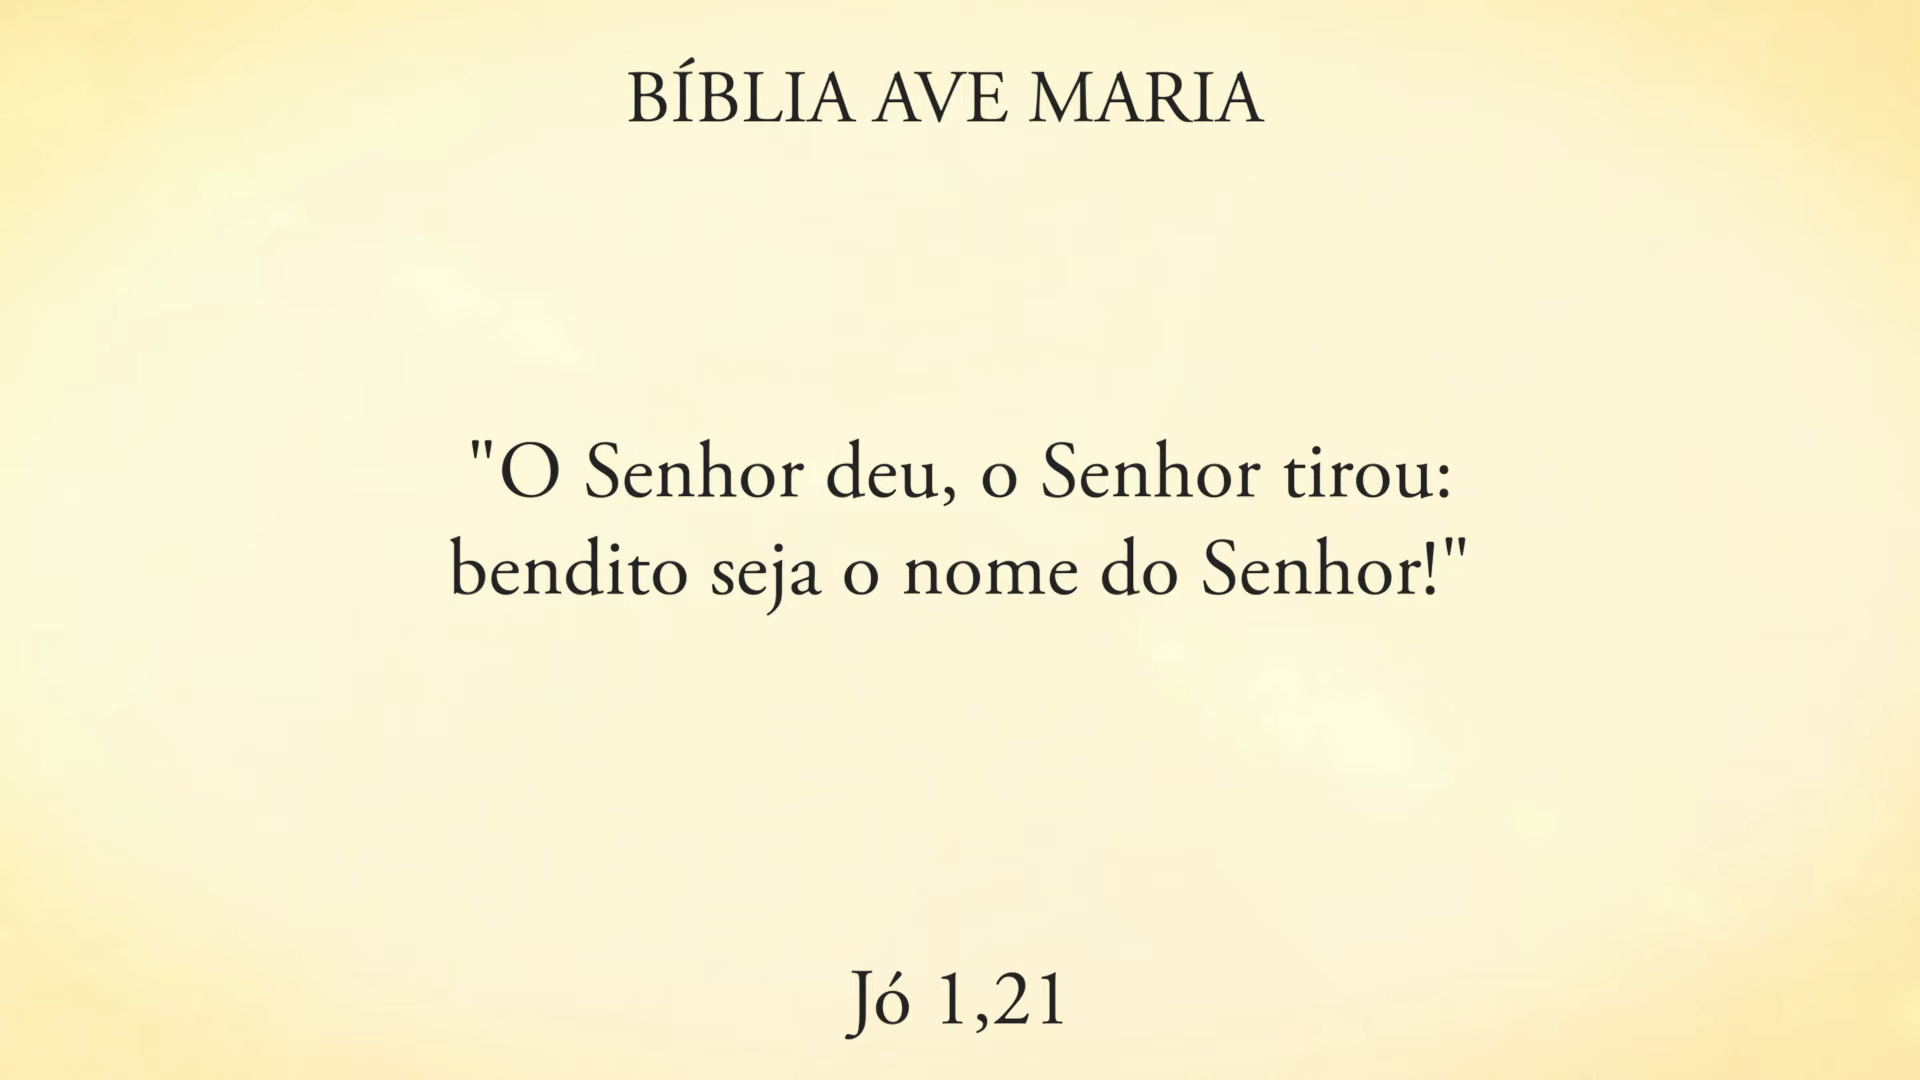 BÍBLIA AVE MARIA
"O Senhor deu, o Senhor tirou:
bendito seja o nome do Senhor!"
Jó 1,21